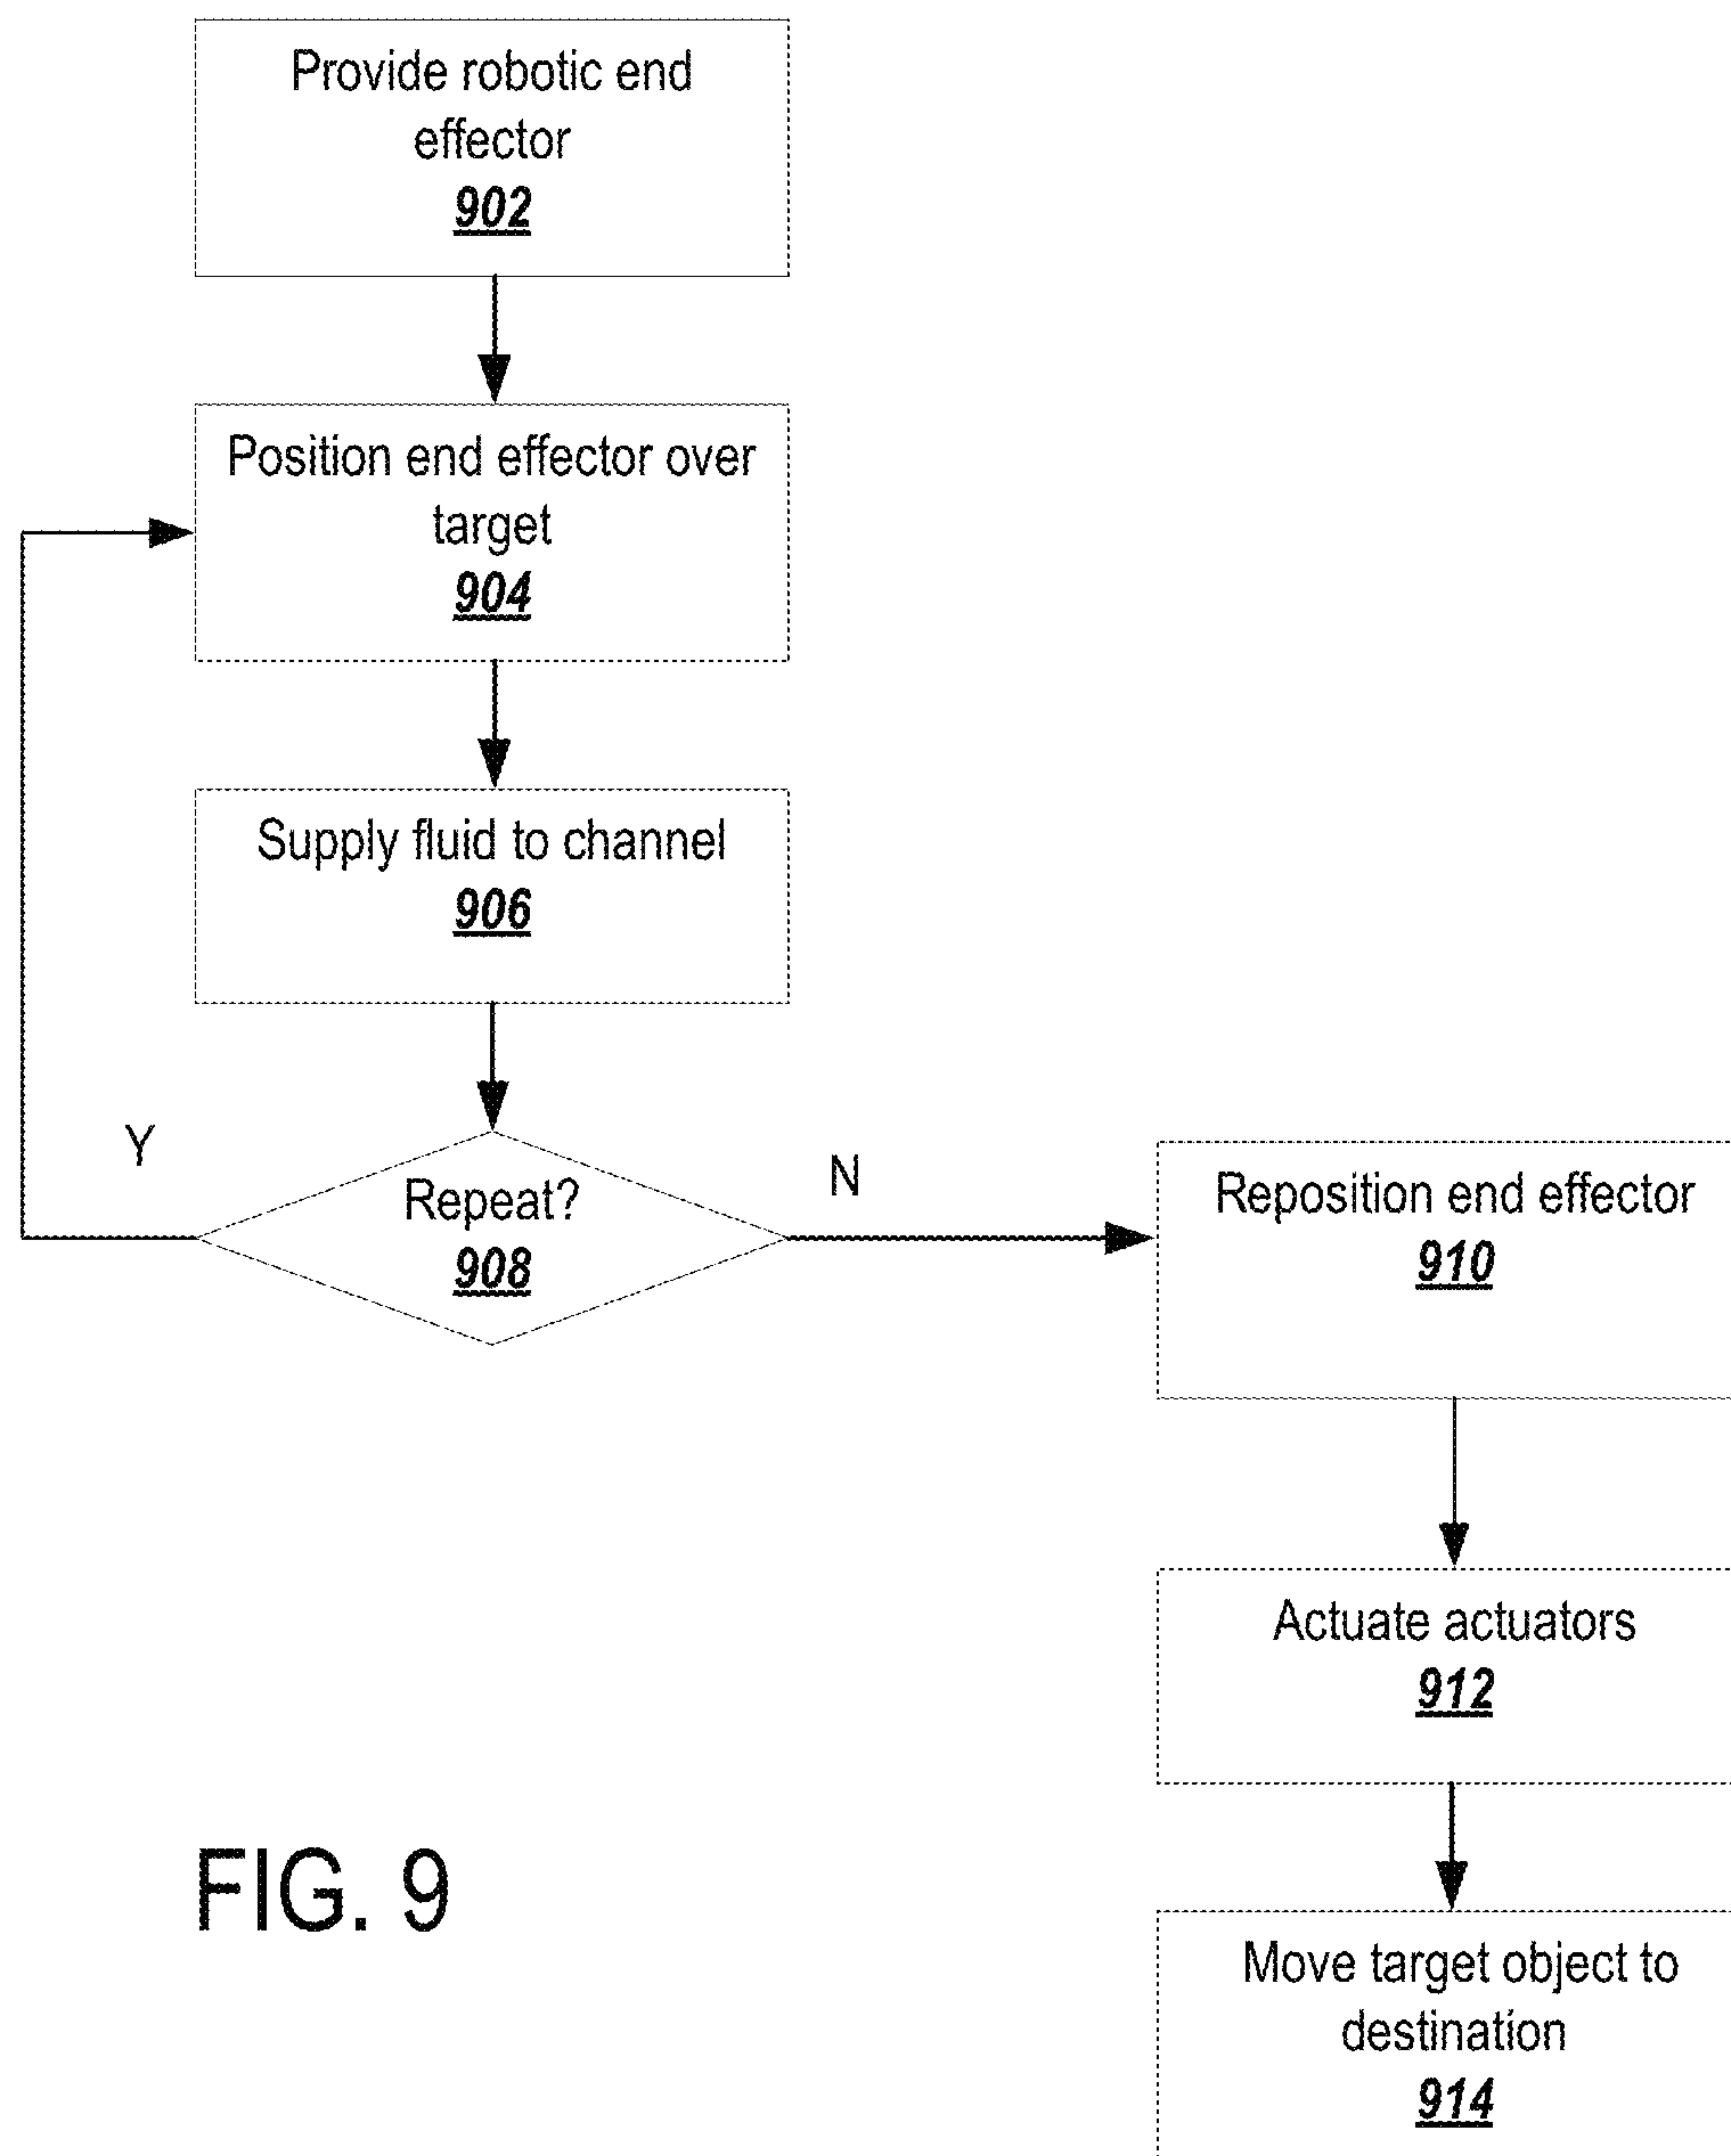 Provide robotic end
effector
902
Position end effector over
target
904
Supply fluid to channel
906
Y
Repeat?
908
N
Reposition end effector
910
Actuate actuators
912
Move target object to
destination
914
FIG. 9